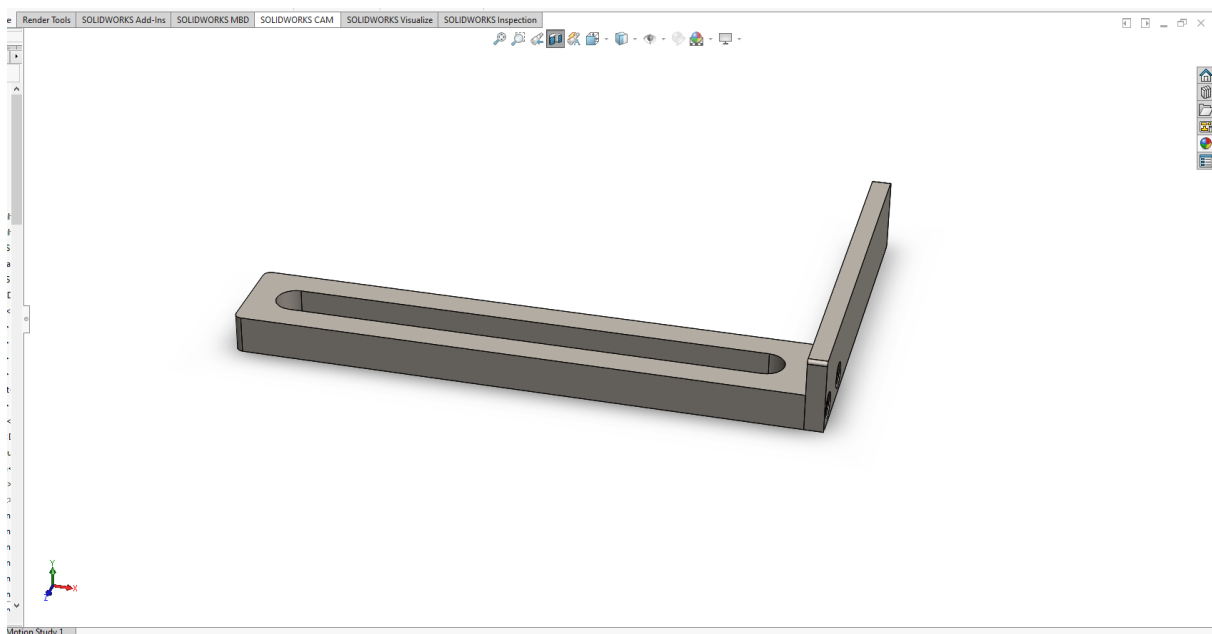 Render Tools SOLIDWORKS Add-Ins SOLIDWORKS MBD SOLIDWORKS CAM SOLIDWORKS Visualize SOLIDWORKS Inspection
Y
X
Z
Motion Study 1